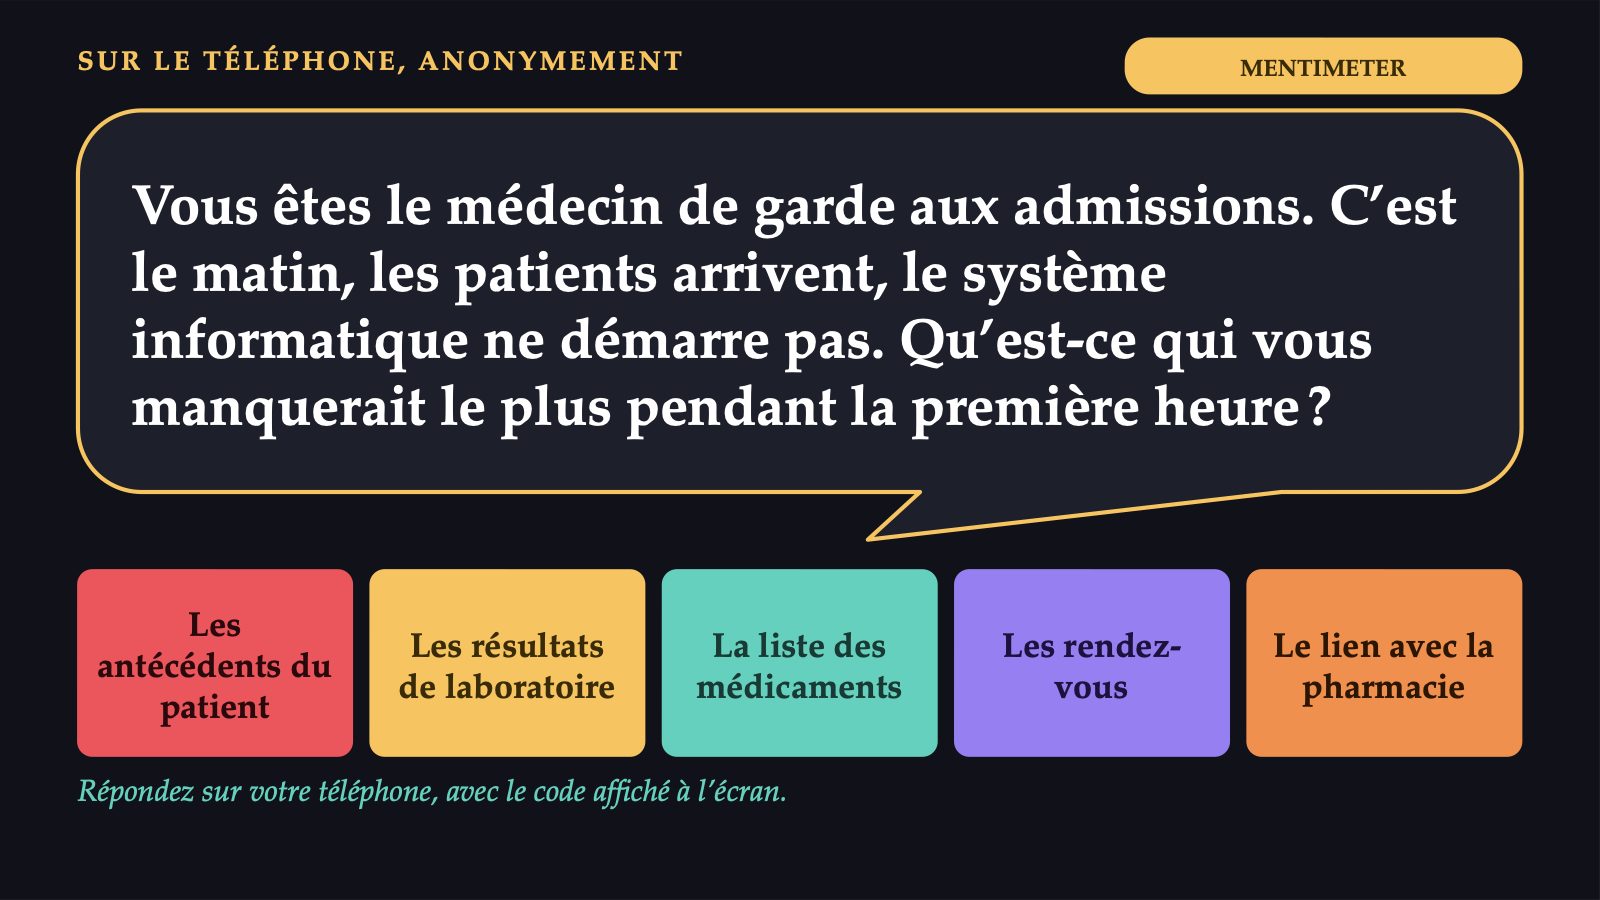 SUR LE TÉLÉPHONE, ANONYMEMENT
MENTIMETER
Vous êtes le médecin de garde aux admissions. C’est
le matin, les patients arrivent, le système
informatique ne démarre pas. Qu’est-ce qui vous
manquerait le plus pendant la première heure ?
Les
antécédents du
patient
Les résultats
de laboratoire
La liste des
médicaments
Les rendez-
vous
Le lien avec la
pharmacie
Répondez sur votre téléphone, avec le code affiché à l’écran.